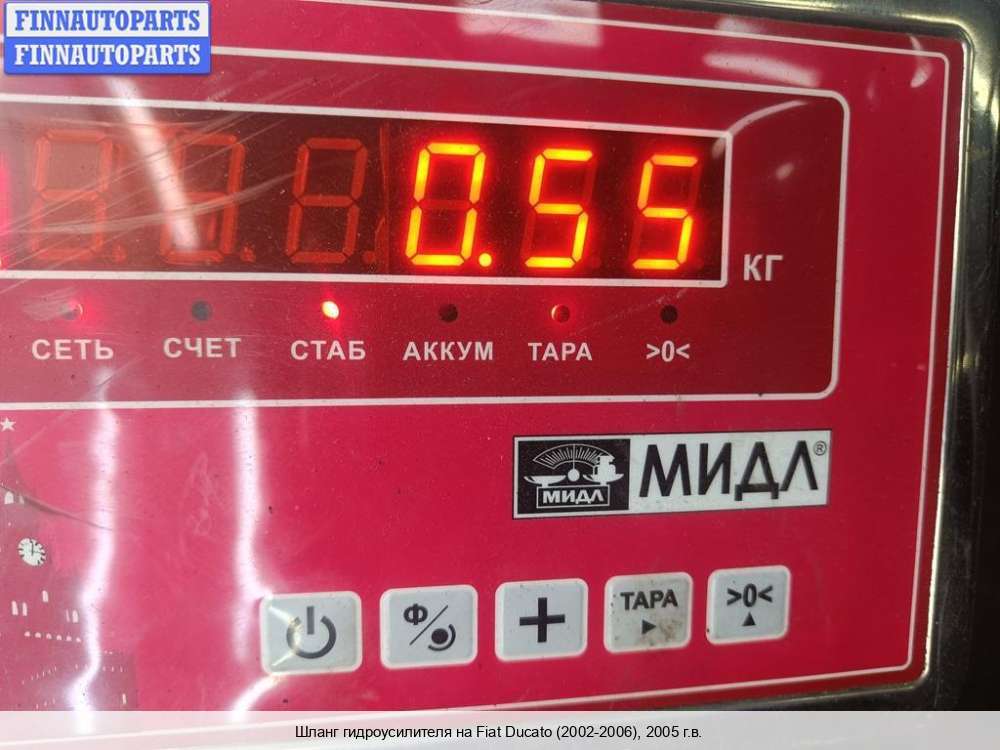 FINNAUTOPARTS
FINNAUTOPARTS
0.55
КГ
СЕТЬ СЧЕТ СТАБ АККУМ ТАРА >0<
МИДЛ МИДЛ®
Ф/ + ТАРА >0<
Шланг гидроусилителя на Fiat Ducato (2002-2006), 2005 г.в.